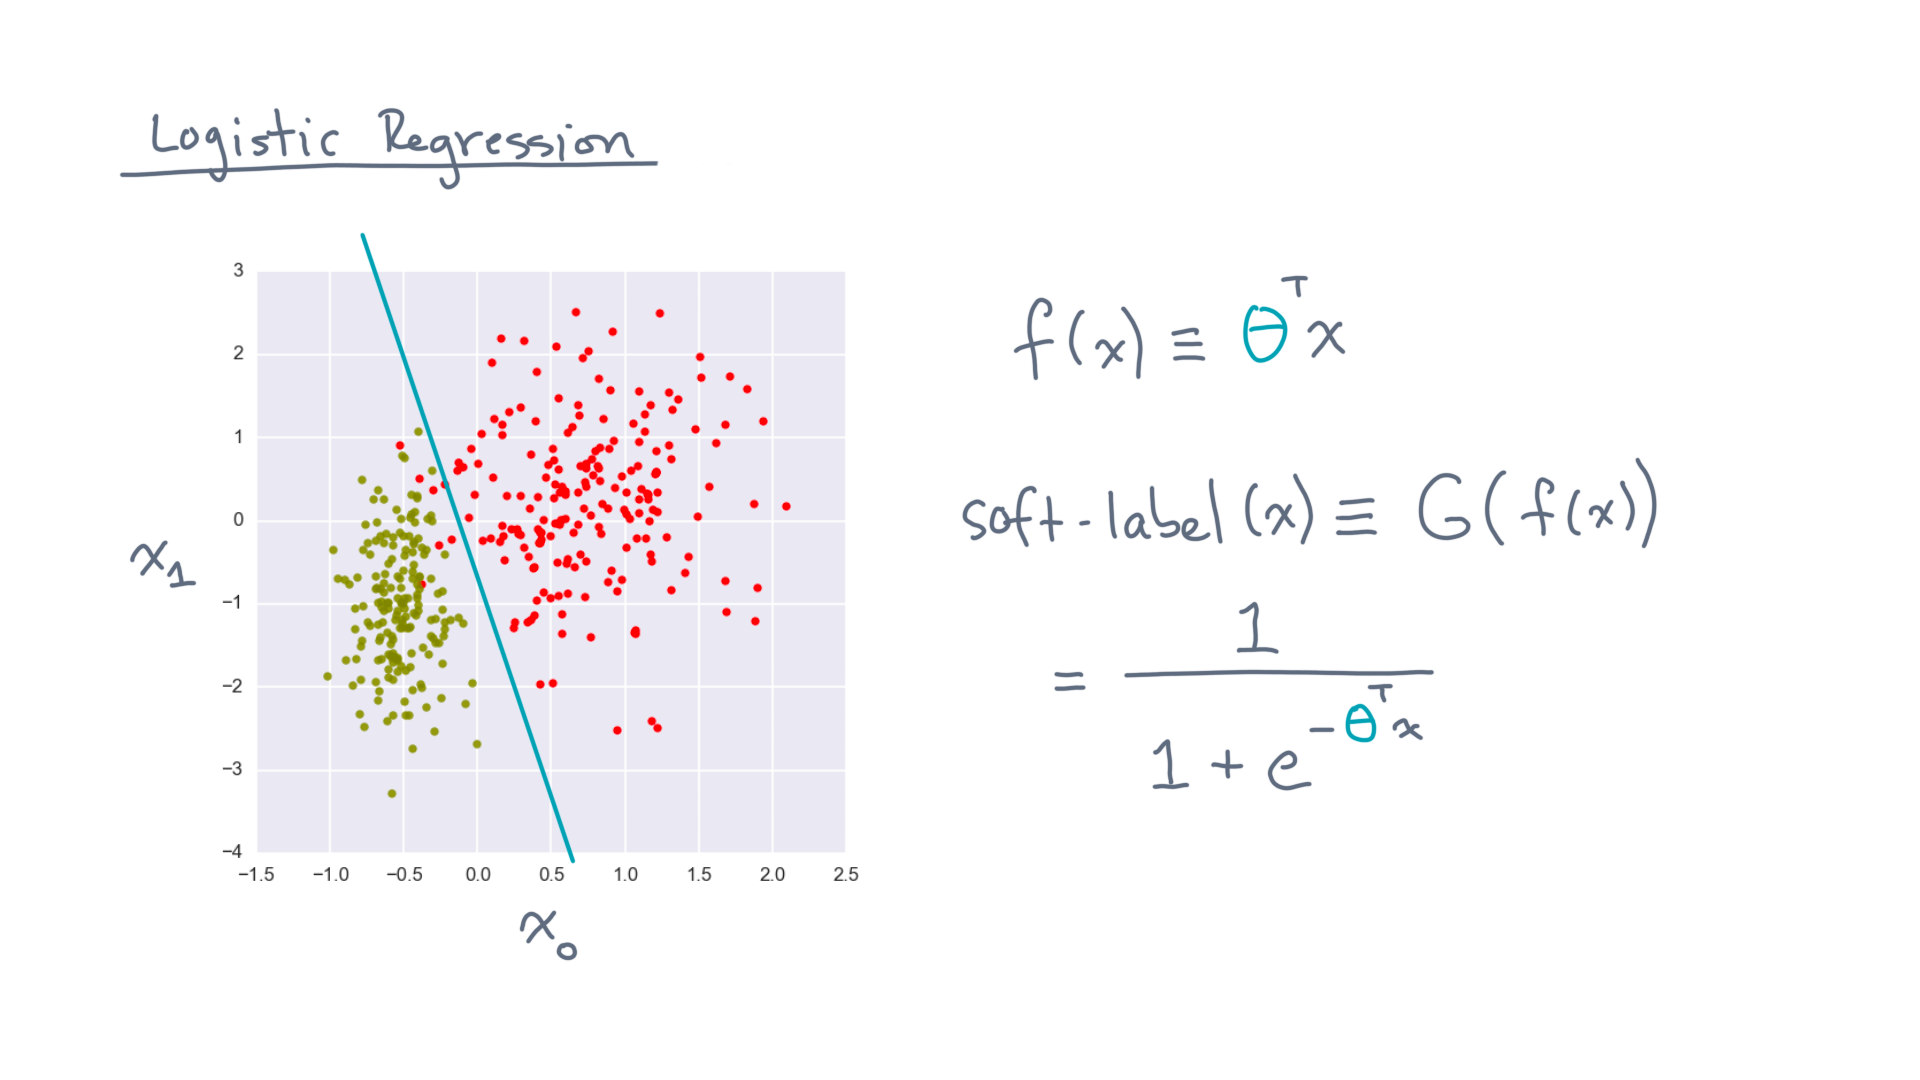 Logistic Regression
3
2
1
0
−1
−2
−3
−4
−1.5 −1.0 −0.5 0.0 0.5 1.0 1.5 2.0 2.5
x₁
x₀
f(x) ≡ θᵀx
soft-label(x) ≡ G(f(x))
= 1 / (1 + e^(−θᵀx))